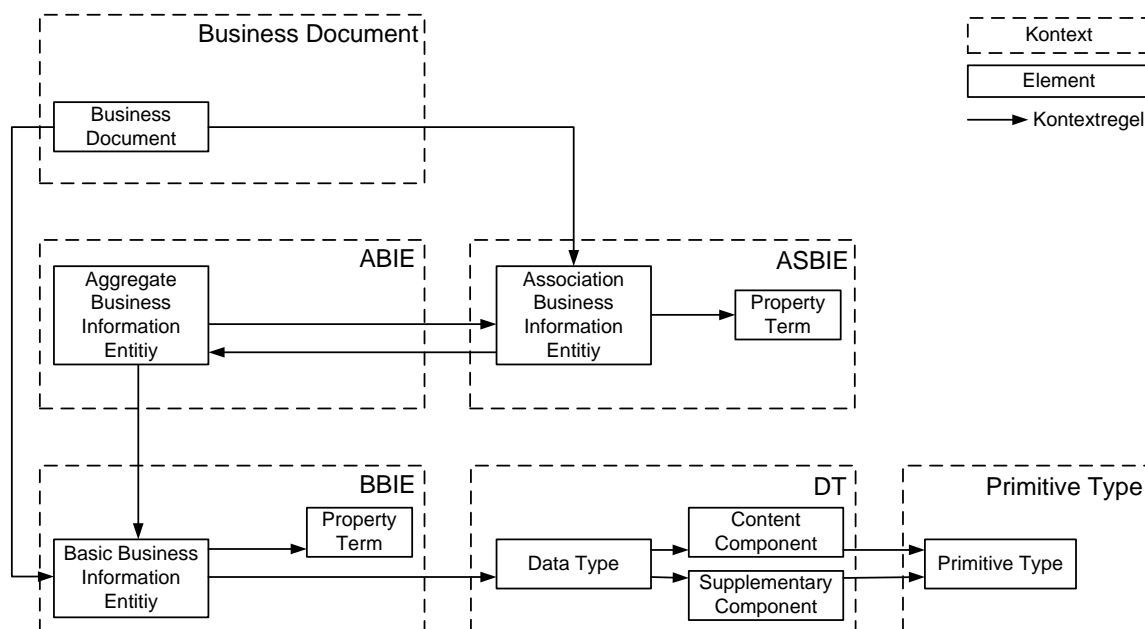 Business Document
Kontext
Element
Kontextregel
Business
Document
ABIE
Aggregate
Business
Information
Entitiy
ASBIE
Association
Business
Information
Entitiy
Property
Term
BBIE
Property
Term
Basic Business
Information
Entitiy
DT
Data Type
Content
Component
Supplementary
Component
Primitive Type
Primitive Type